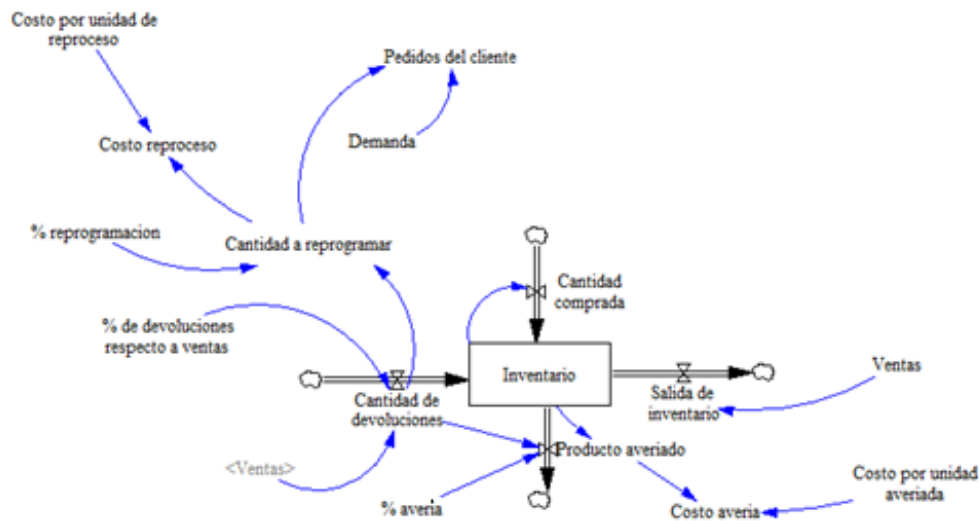 Costo por unidad de
reproceso
Pedidos del cliente
Costo reproceso
Demanda
% reprogramacion
Cantidad a reprogramar
Cantidad
comprada
% de devoluciones
respecto a ventas
Inventario
Ventas
Cantidad de
devoluciones
Salida de
inventario
Producto averiado
<Ventas>
% averia
Costo averia
Costo por unidad
averiada